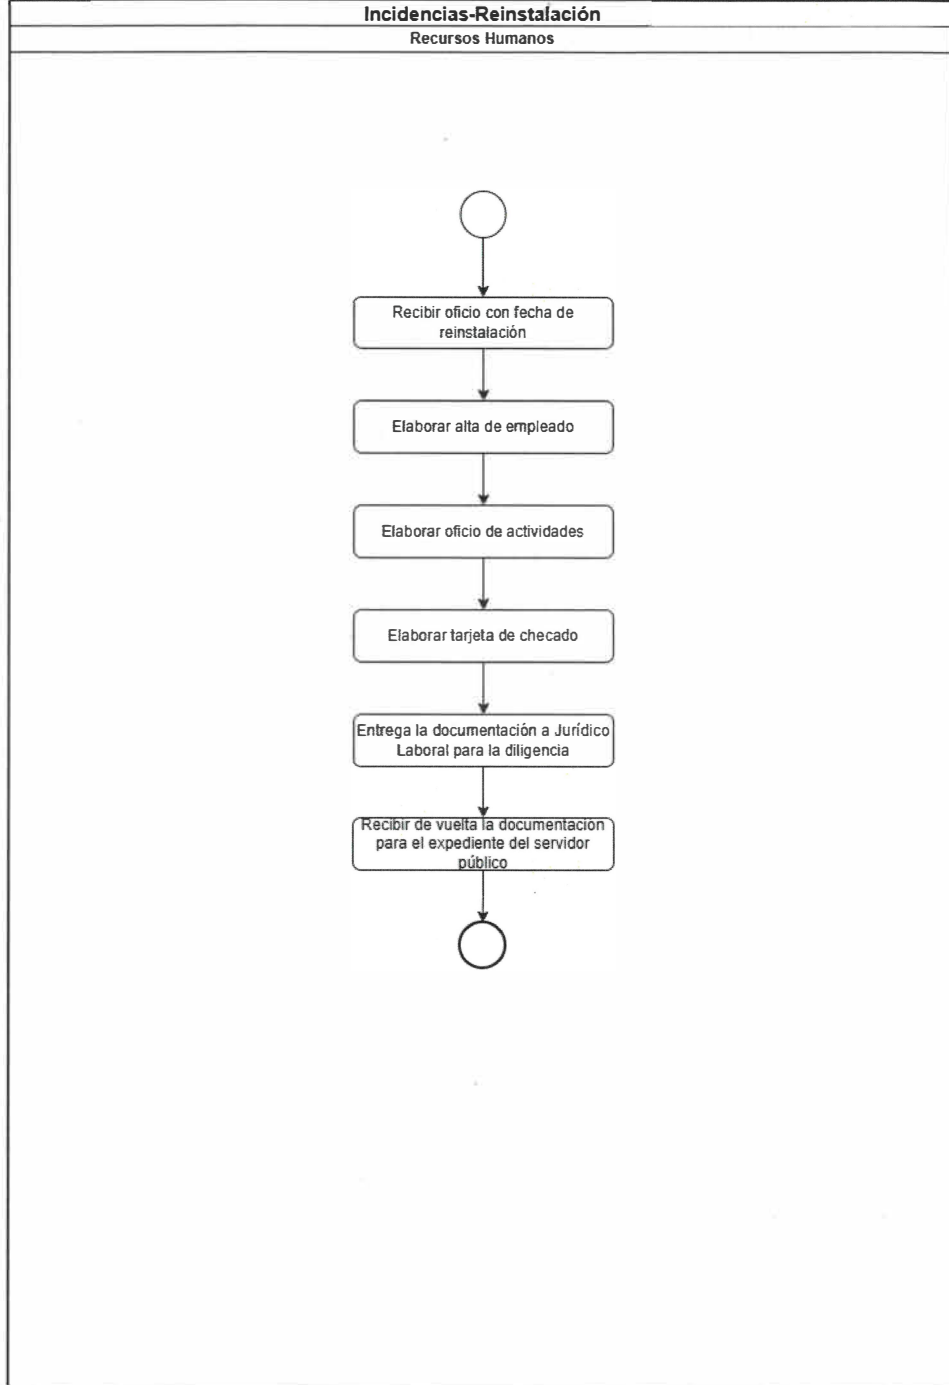 Incidencias-Reinstalación
Recursos Humanos
Recibir oficio con fecha de
reinstalación
Elaborar alta de empleado
Elaborar oficio de actividades
Elaborar tarjeta de checado
Entrega la documentación a Jurídico
Laboral para la diligencia
Recibir de vuelta la documentación
para el expediente del servidor
público